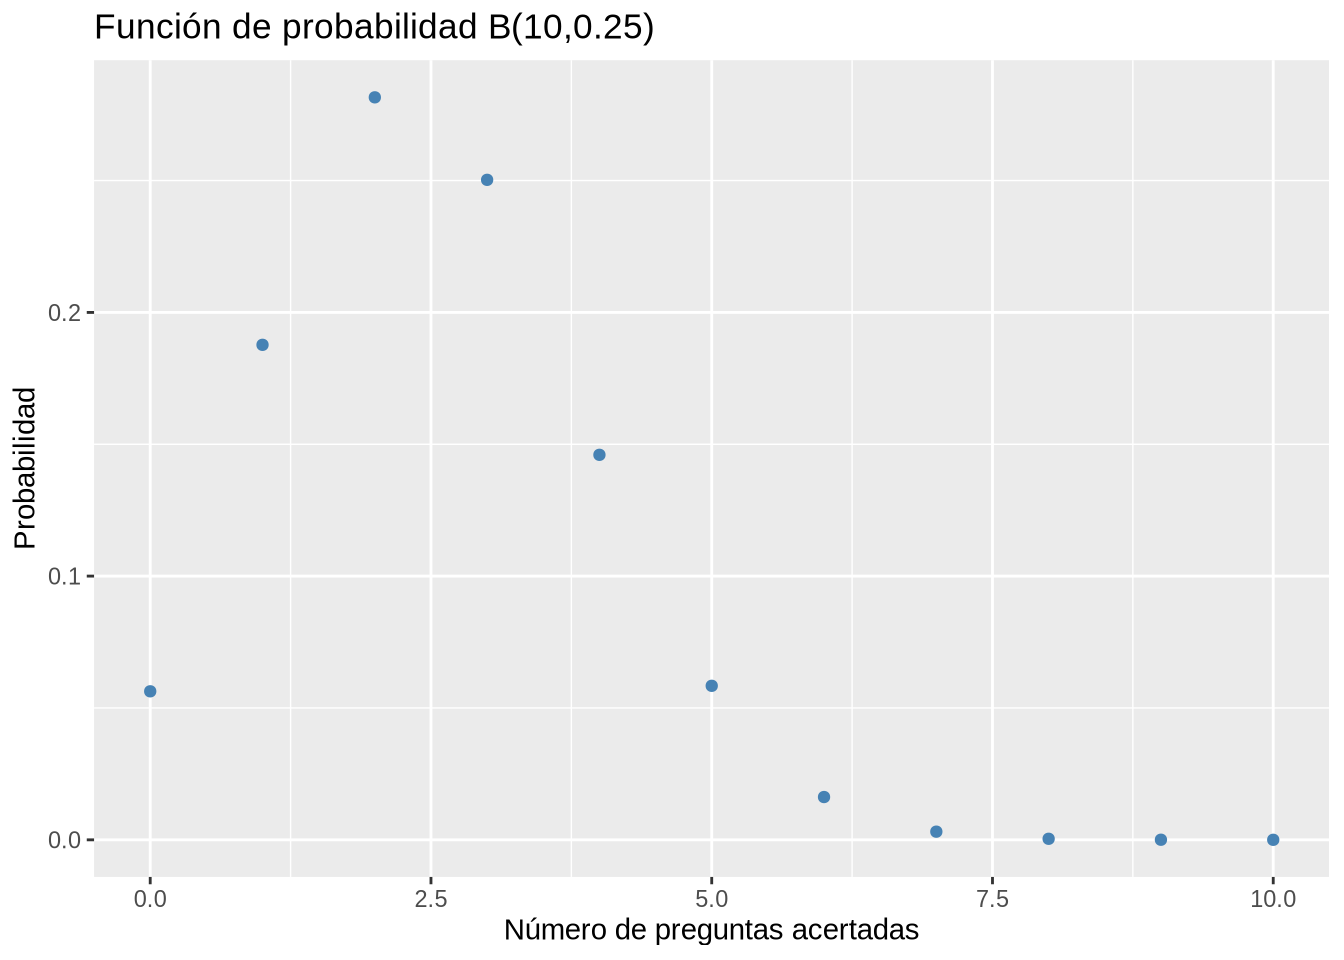 Función de probabilidad B(10,0.25)
Probabilidad
0.2
0.1
0.0
0.0 2.5 5.0 7.5 10.0
Número de preguntas acertadas